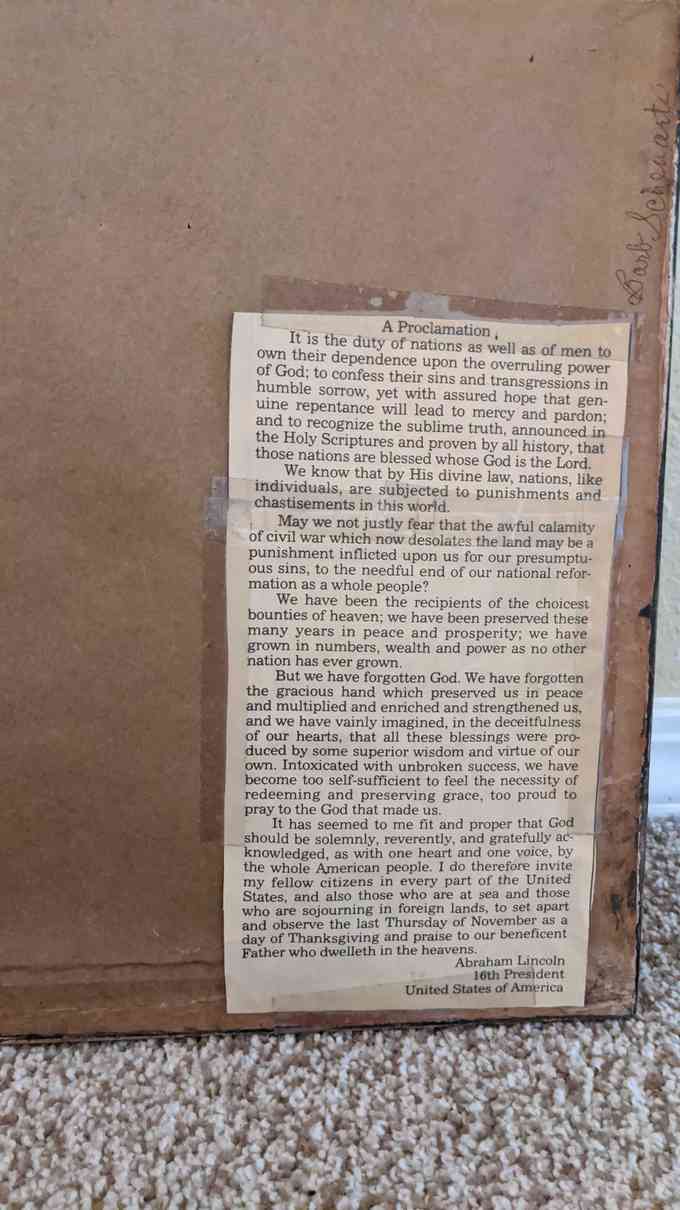 Barb
A Proclamation
It is the duty of nations as well as of men to
own their dependence upon the overruling power
of God; to confess their sins and transgressions in
humble sorrow, yet with assured hope that gen-
uine repentance will lead to mercy and pardon;
and to recognize the sublime truth, announced in
the Holy Scriptures and proven by all history, that
those nations are blessed whose God is the Lord.
We know that by His divine law, nations, like
individuals, are subjected to punishments and
chastisements in this world.
May we not justly fear that the awful calamity
of civil war which now desolates the land may be a
punishment inflicted upon us for our presumptu-
ous sins, to the needful end of our national refor-
mation as a whole people?
We have been the recipients of the choicest
bounties of heaven; we have been preserved these
many years in peace and prosperity; we have
grown in numbers, wealth and power as no other
nation has ever grown.
But we have forgotten God. We have forgotten
the gracious hand which preserved us in peace
and multiplied and enriched and strengthened us,
and we have vainly imagined, in the deceitfulness
of our hearts, that all these blessings were pro-
duced by some superior wisdom and virtue of our
own. Intoxicated with unbroken success, we have
become too self-sufficient to feel the necessity of
redeeming and preserving grace, too proud to
pray to the God that made us.
It has seemed to me fit and proper that God
should be solemnly, reverently, and gratefully ac-
knowledged, as with one heart and one voice, by
the whole American people. I do therefore invite
my fellow citizens in every part of the United
States, and also those who are at sea and those
who are sojourning in foreign lands, to set apart
and observe the last Thursday of November as a
day of Thanksgiving and praise to our beneficent
Father who dwelleth in the heavens.
Abraham Lincoln
16th President
United States of America